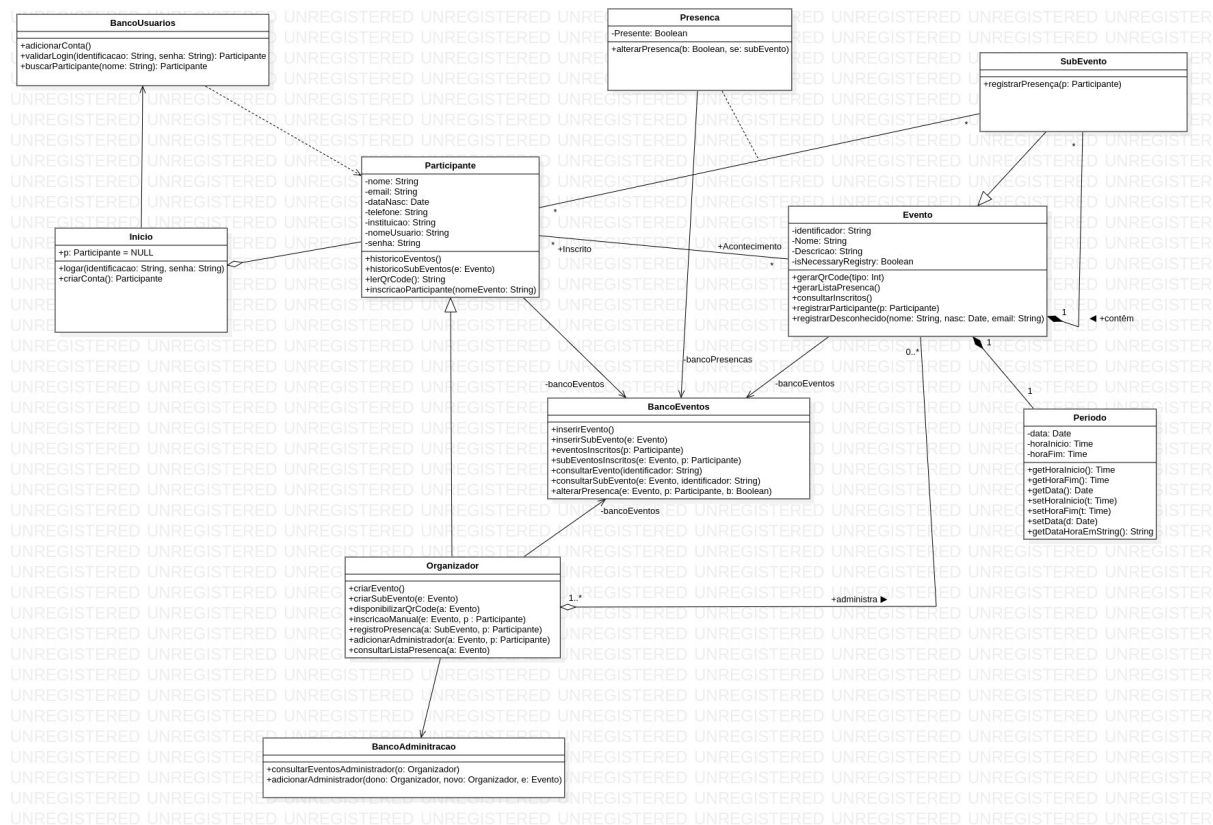 BancoUsuarios
+adicionarConta()
+validarLogin(identificacao: String, senha: String): Participante
+buscarParticipante(nome: String): Participante
Presenca
-Presente: Boolean
+alterarPresenca(b: Boolean, se: subEvento)
SubEvento
+registrarPresença(p: Participante)
*
*
Participante
-nome: String
-email: String
-dataNasc: Date
-telefone: String
-instituicao: String
-nomeUsuario: String
-senha: String
+historicoEventos()
+historicoSubEventos(e: Evento)
+lerQrCode(): String
+inscricaoParticipante(nomeEvento: String)
*
* +Inscrito
+Acontecimento
*
Inicio
+p: Participante = NULL
+logar(identificacao: String, senha: String)
+criarConta(): Participante
Evento
-identificador: String
-Nome: String
-Descricao: String
-isNecessaryRegistry: Boolean
+gerarQrCode(tipo: Int)
+gerarListaPresenca()
+consultarInscritos()
+registrarParticipante(p: Participante)
+registrarDesconhecido(nome: String, nasc: Date, email: String)
1
◀ +contêm
0..*
1
1
-bancoPresencas
-bancoEventos
-bancoEventos
BancoEventos
+inserirEvento()
+inserirSubEvento(e: Evento)
+eventosInscritos(p: Participante)
+subEventosInscritos(e: Evento, p: Participante)
+consultarEvento(identificador: String)
+consultarSubEvento(e: Evento, identificador: String)
+alterarPresenca(e: Evento, p: Participante, b: Boolean)
-bancoEventos
Periodo
-data: Date
-horaInicio: Time
-horaFim: Time
+getHoraInicio(): Time
+getHoraFim(): Time
+getData(): Date
+setHoraInicio(t: Time)
+setHoraFim(t: Time)
+setData(d: Date)
+getDataHoraEmString(): String
Organizador
+criarEvento()
+criarSubEvento(e: Evento)
+disponibilizarQrCode(a: Evento)
+inscricaoManual(e: Evento, p : Participante)
+registroPresenca(a: SubEvento, p: Participante)
+adicionarAdministrador(a: Evento, p: Participante)
+consultarListaPresenca(a: Evento)
1..*
+administra ▶
BancoAdminitracao
+consultarEventosAdministrador(o: Organizador)
+adicionarAdministrador(dono: Organizador, novo: Organizador, e: Evento)